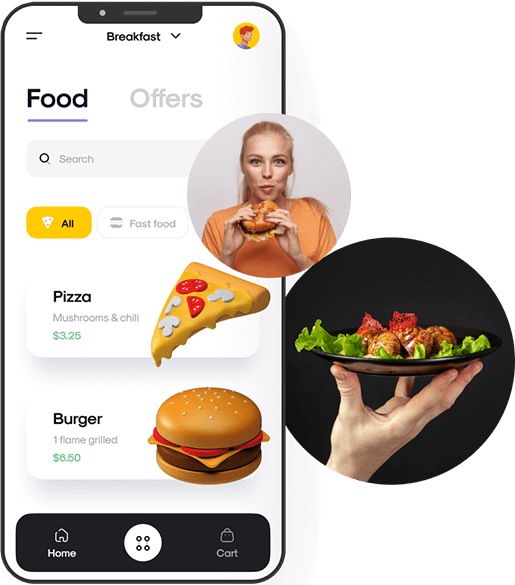 Breakfast
Food Offers
Search
All Fast food
Pizza
Mushrooms & chili
$3.25
Burger
1 flame grilled
$6.50
Home Cart